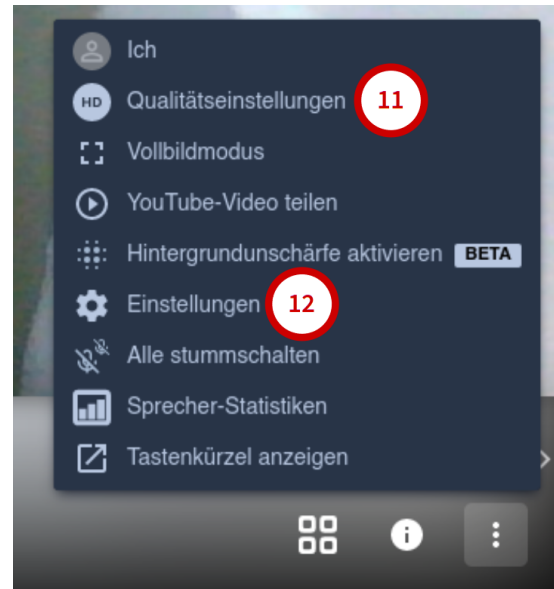 Ich
HD Qualitätseinstellungen 11
Vollbildmodus
YouTube-Video teilen
Hintergrundunschärfe aktivieren BETA
Einstellungen 12
Alle stummschalten
Sprecher-Statistiken
Tastenkürzel anzeigen